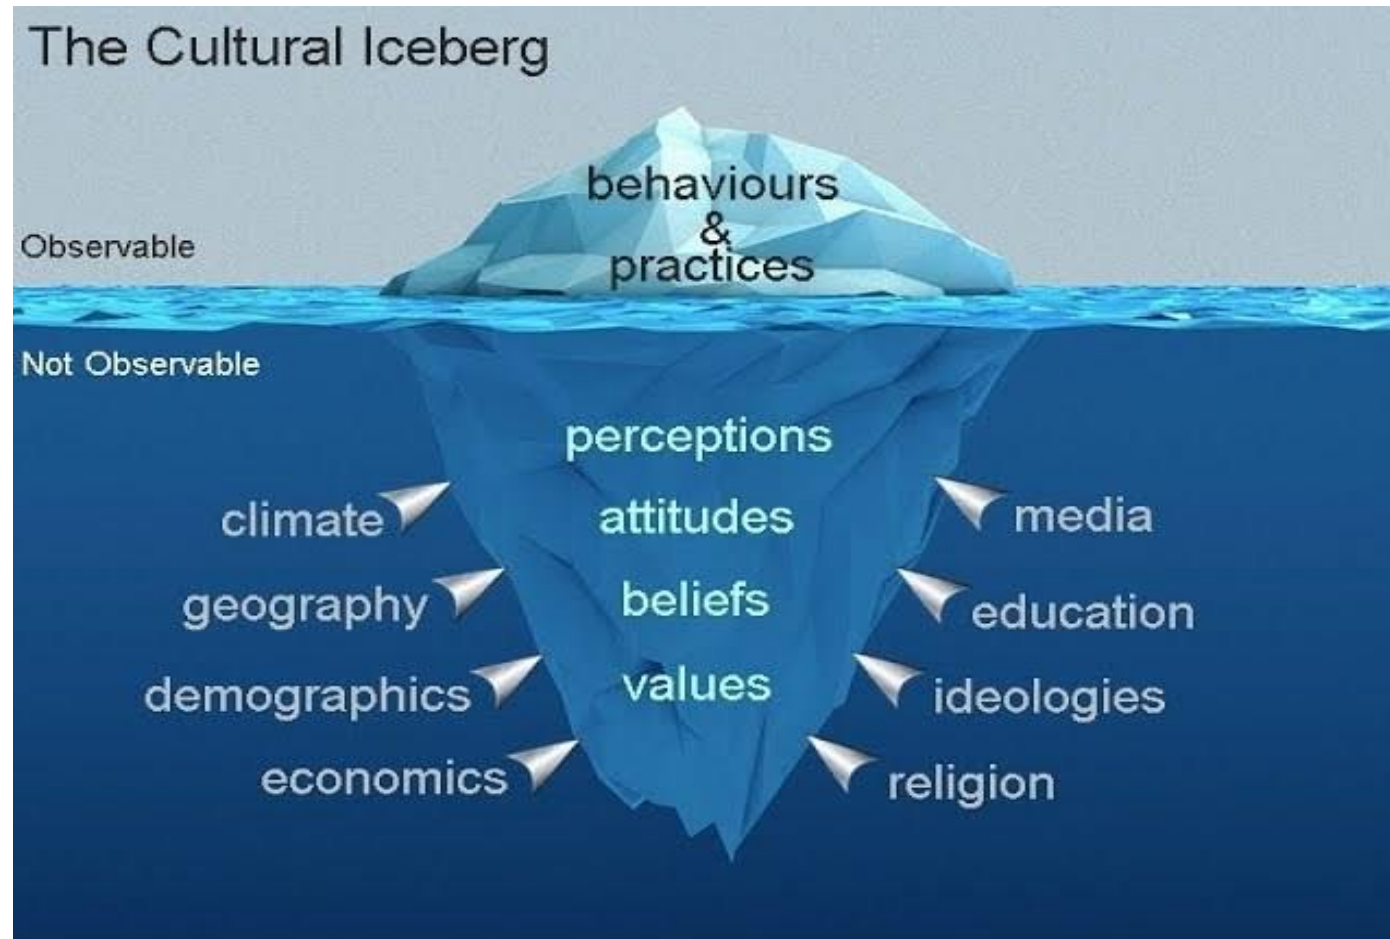 The Cultural Iceberg
behaviours
&
practices
Observable
Not Observable
perceptions
attitudes
beliefs
values
climate
geography
demographics
economics
media
education
ideologies
religion